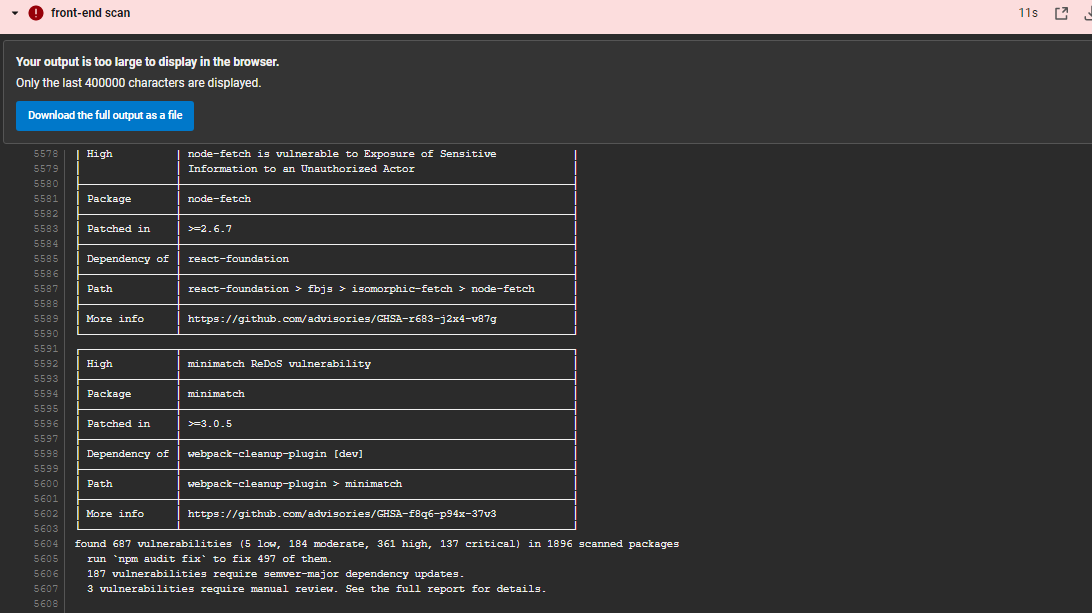 front-end scan
11s
Your output is too large to display in the browser.
Only the last 400000 characters are displayed.
Download the full output as a file
5578 | High | node-fetch is vulnerable to Exposure of Sensitive
5579 | Information to an Unauthorized Actor
5580
5581 | Package | node-fetch
5582
5583 | Patched in | >=2.6.7
5584
5585 | Dependency of | react-foundation
5586
5587 | Path | react-foundation > fbjs > isomorphic-fetch > node-fetch
5588
5589 | More info | https://github.com/advisories/GHSA-r683-j2x4-v87g
5590
5591
5592 | High | minimatch ReDoS vulnerability
5593
5594 | Package | minimatch
5595
5596 | Patched in | >=3.0.5
5597
5598 | Dependency of | webpack-cleanup-plugin [dev]
5599
5600 | Path | webpack-cleanup-plugin > minimatch
5601
5602 | More info | https://github.com/advisories/GHSA-f8q6-p94x-37v3
5603
5604 found 687 vulnerabilities (5 low, 184 moderate, 361 high, 137 critical) in 1896 scanned packages
5605 run `npm audit fix` to fix 497 of them.
5606 187 vulnerabilities require semver-major dependency updates.
5607 3 vulnerabilities require manual review. See the full report for details.
5608